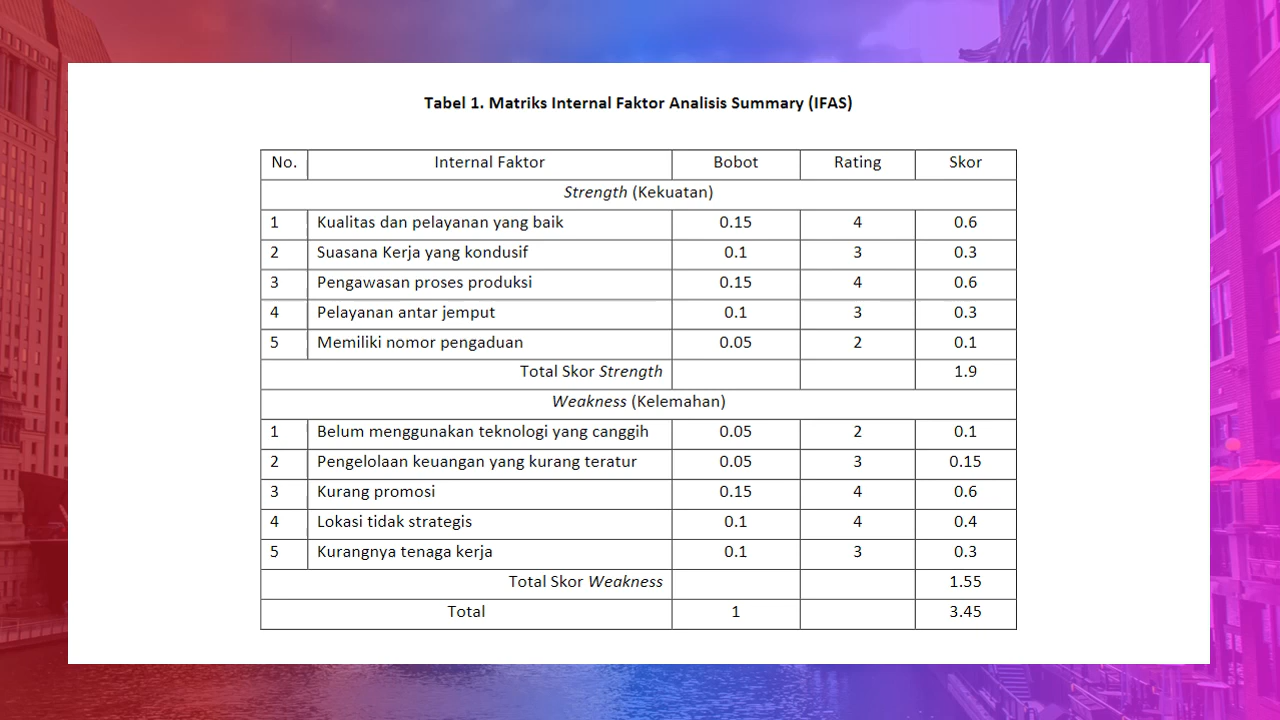 Tabel 1. Matriks Internal Faktor Analisis Summary (IFAS)
No. Internal Faktor Bobot Rating Skor
Strength (Kekuatan)
1 Kualitas dan pelayanan yang baik 0.15 4 0.6
2 Suasana Kerja yang kondusif 0.1 3 0.3
3 Pengawasan proses produksi 0.15 4 0.6
4 Pelayanan antar jemput 0.1 3 0.3
5 Memiliki nomor pengaduan 0.05 2 0.1
Total Skor Strength 1.9
Weakness (Kelemahan)
1 Belum menggunakan teknologi yang canggih 0.05 2 0.1
2 Pengelolaan keuangan yang kurang teratur 0.05 3 0.15
3 Kurang promosi 0.15 4 0.6
4 Lokasi tidak strategis 0.1 4 0.4
5 Kurangnya tenaga kerja 0.1 3 0.3
Total Skor Weakness 1.55
Total 1 3.45